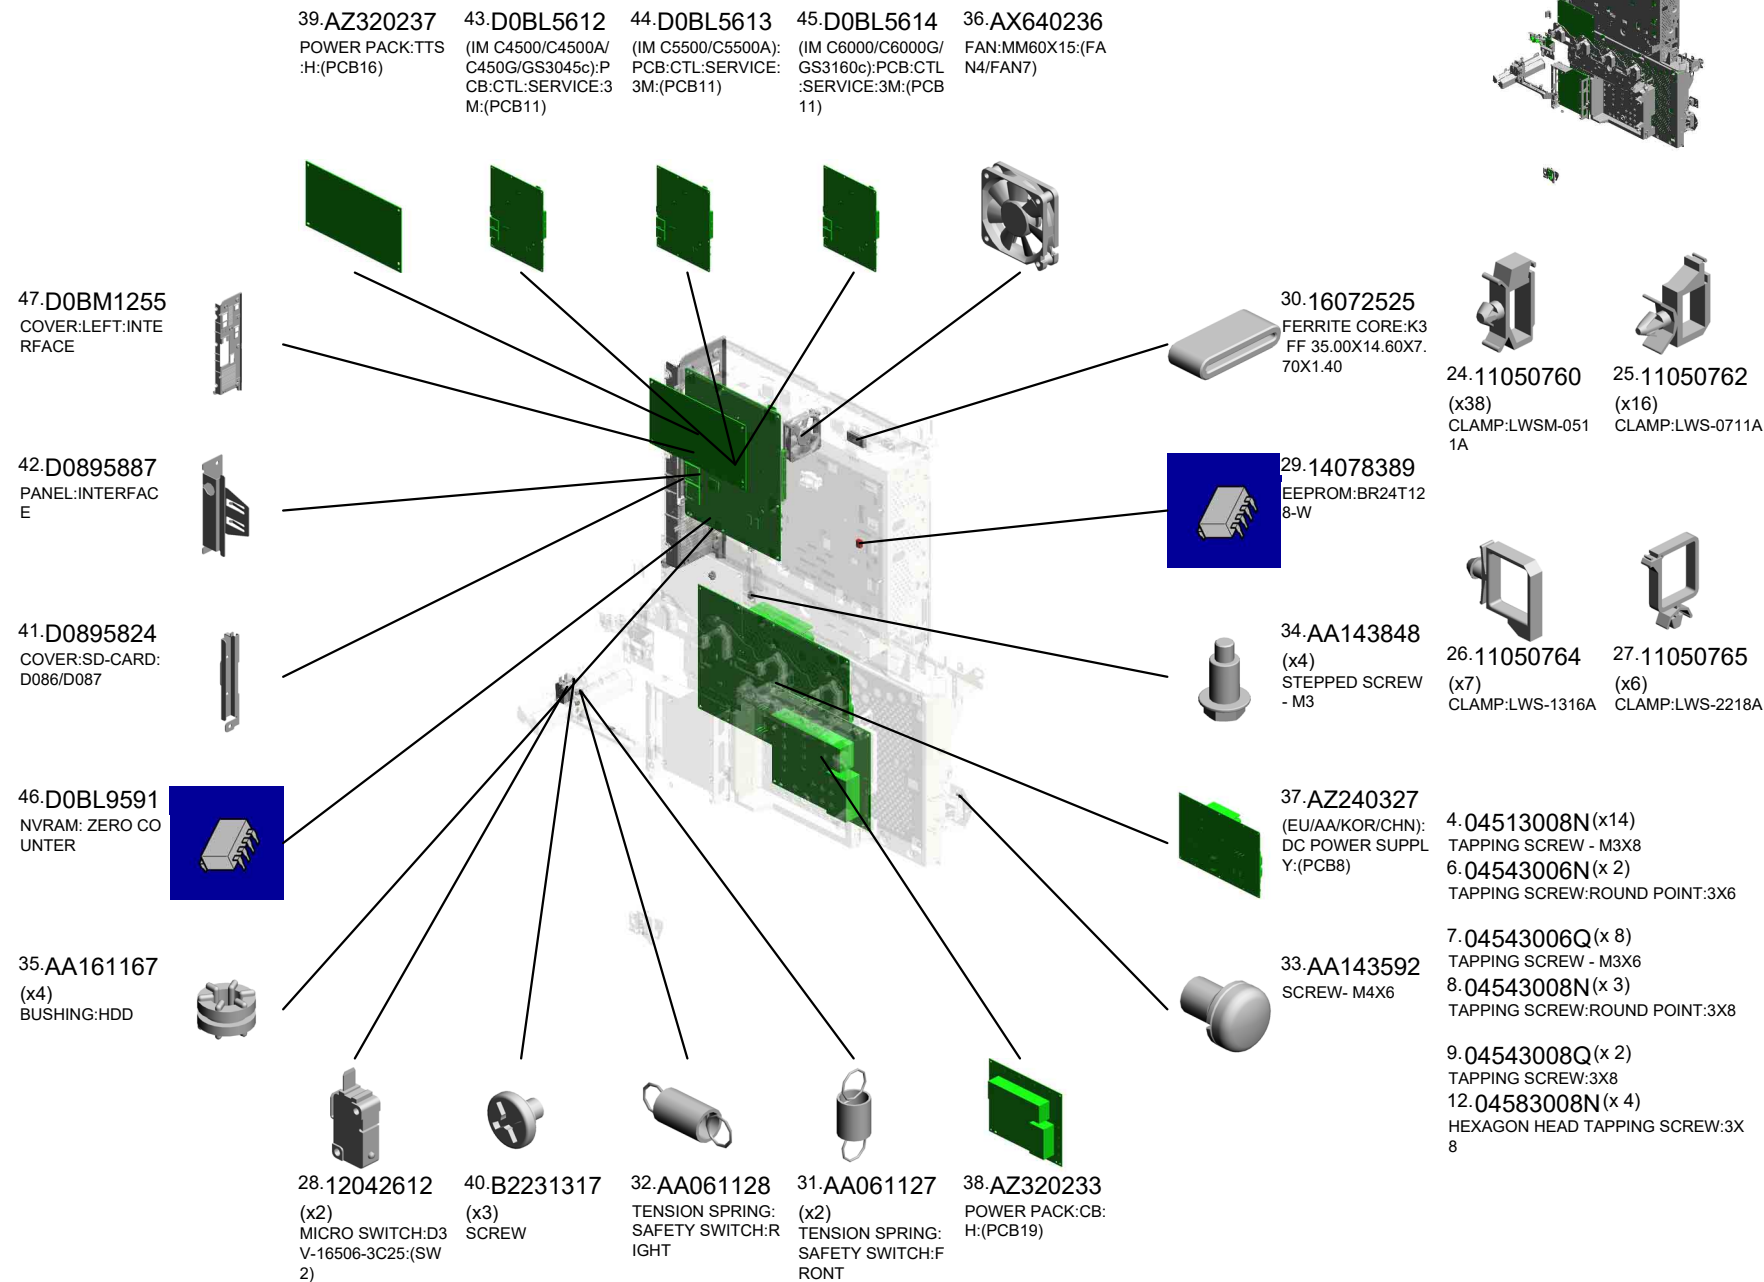 39.AZ320237
POWER PACK:TTS
:H:(PCB16)
43.D0BL5612
(IM C4500/C4500A/
C450G/GS3045c):P
CB:CTL:SERVICE:3
M:(PCB11)
44.D0BL5613
(IM C5500/C5500A):
PCB:CTL:SERVICE:
3M:(PCB11)
45.D0BL5614
(IM C6000/C6000G/
GS3160c):PCB:CTL
:SERVICE:3M:(PCB
11)
36.AX640236
FAN:MM60X15:(FA
N4/FAN7)
47.D0BM1255
COVER:LEFT:INTE
RFACE
42.D0895887
PANEL:INTERFAC
E
41.D0895824
COVER:SD-CARD:
D086/D087
46.D0BL9591
NVRAM: ZERO CO
UNTER
35.AA161167
(x4)
BUSHING:HDD
30.16072525
FERRITE CORE:K3
FF 35.00X14.60X7.
70X1.40
29.14078389
EEPROM:BR24T12
8-W
34.AA143848
(x4)
STEPPED SCREW
- M3
37.AZ240327
(EU/AA/KOR/CHN):
DC POWER SUPPL
Y:(PCB8)
33.AA143592
SCREW- M4X6
24.11050760
(x38)
CLAMP:LWSM-051
1A
25.11050762
(x16)
CLAMP:LWS-0711A
26.11050764
(x7)
CLAMP:LWS-1316A
27.11050765
(x6)
CLAMP:LWS-2218A
4.04513008N(x14)
TAPPING SCREW - M3X8
6.04543006N(x 2)
TAPPING SCREW:ROUND POINT:3X6
7.04543006Q(x 8)
TAPPING SCREW - M3X6
8.04543008N(x 3)
TAPPING SCREW:ROUND POINT:3X8
9.04543008Q(x 2)
TAPPING SCREW:3X8
12.04583008N(x 4)
HEXAGON HEAD TAPPING SCREW:3X
8
28.12042612
(x2)
MICRO SWITCH:D3
V-16506-3C25:(SW
2)
40.B2231317
(x3)
SCREW
32.AA061128
TENSION SPRING:
SAFETY SWITCH:R
IGHT
31.AA061127
(x2)
TENSION SPRING:
SAFETY SWITCH:F
RONT
38.AZ320233
POWER PACK:CB:
H:(PCB19)